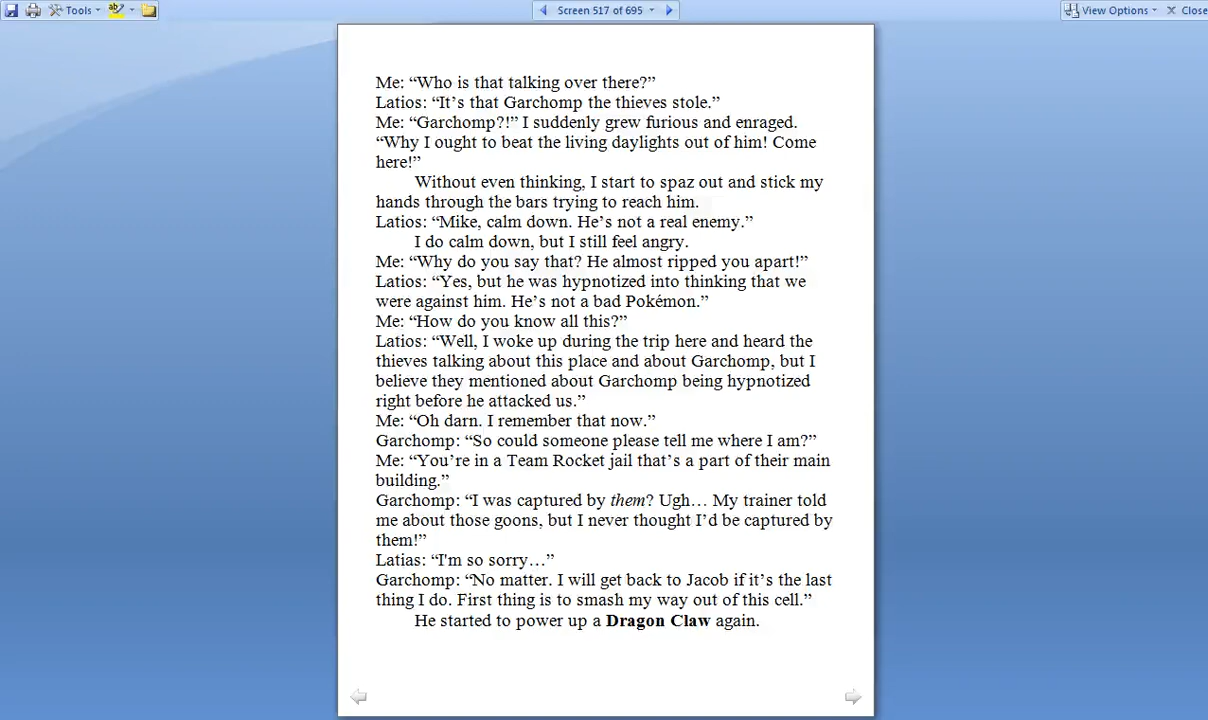 Tools
Screen 517 of 695
View Options
Close
Me: “Who is that talking over there?”
Latios: “It’s that Garchomp the thieves stole.”
Me: “Garchomp?!” I suddenly grew furious and enraged.
“Why I ought to beat the living daylights out of him! Come
here!”
Without even thinking, I start to spaz out and stick my
hands through the bars trying to reach him.
Latios: “Mike, calm down. He’s not a real enemy.”
I do calm down, but I still feel angry.
Me: “Why do you say that? He almost ripped you apart!”
Latios: “Yes, but he was hypnotized into thinking that we
were against him. He’s not a bad Pokémon.”
Me: “How do you know all this?”
Latios: “Well, I woke up during the trip here and heard the
thieves talking about this place and about Garchomp, but I
believe they mentioned about Garchomp being hypnotized
right before he attacked us.”
Me: “Oh darn. I remember that now.”
Garchomp: “So could someone please tell me where I am?”
Me: “You’re in a Team Rocket jail that’s a part of their main
building.”
Garchomp: “I was captured by them? Ugh… My trainer told
me about those goons, but I never thought I’d be captured by
them!”
Latias: “I'm so sorry…”
Garchomp: “No matter. I will get back to Jacob if it’s the last
thing I do. First thing is to smash my way out of this cell.”
He started to power up a Dragon Claw again.